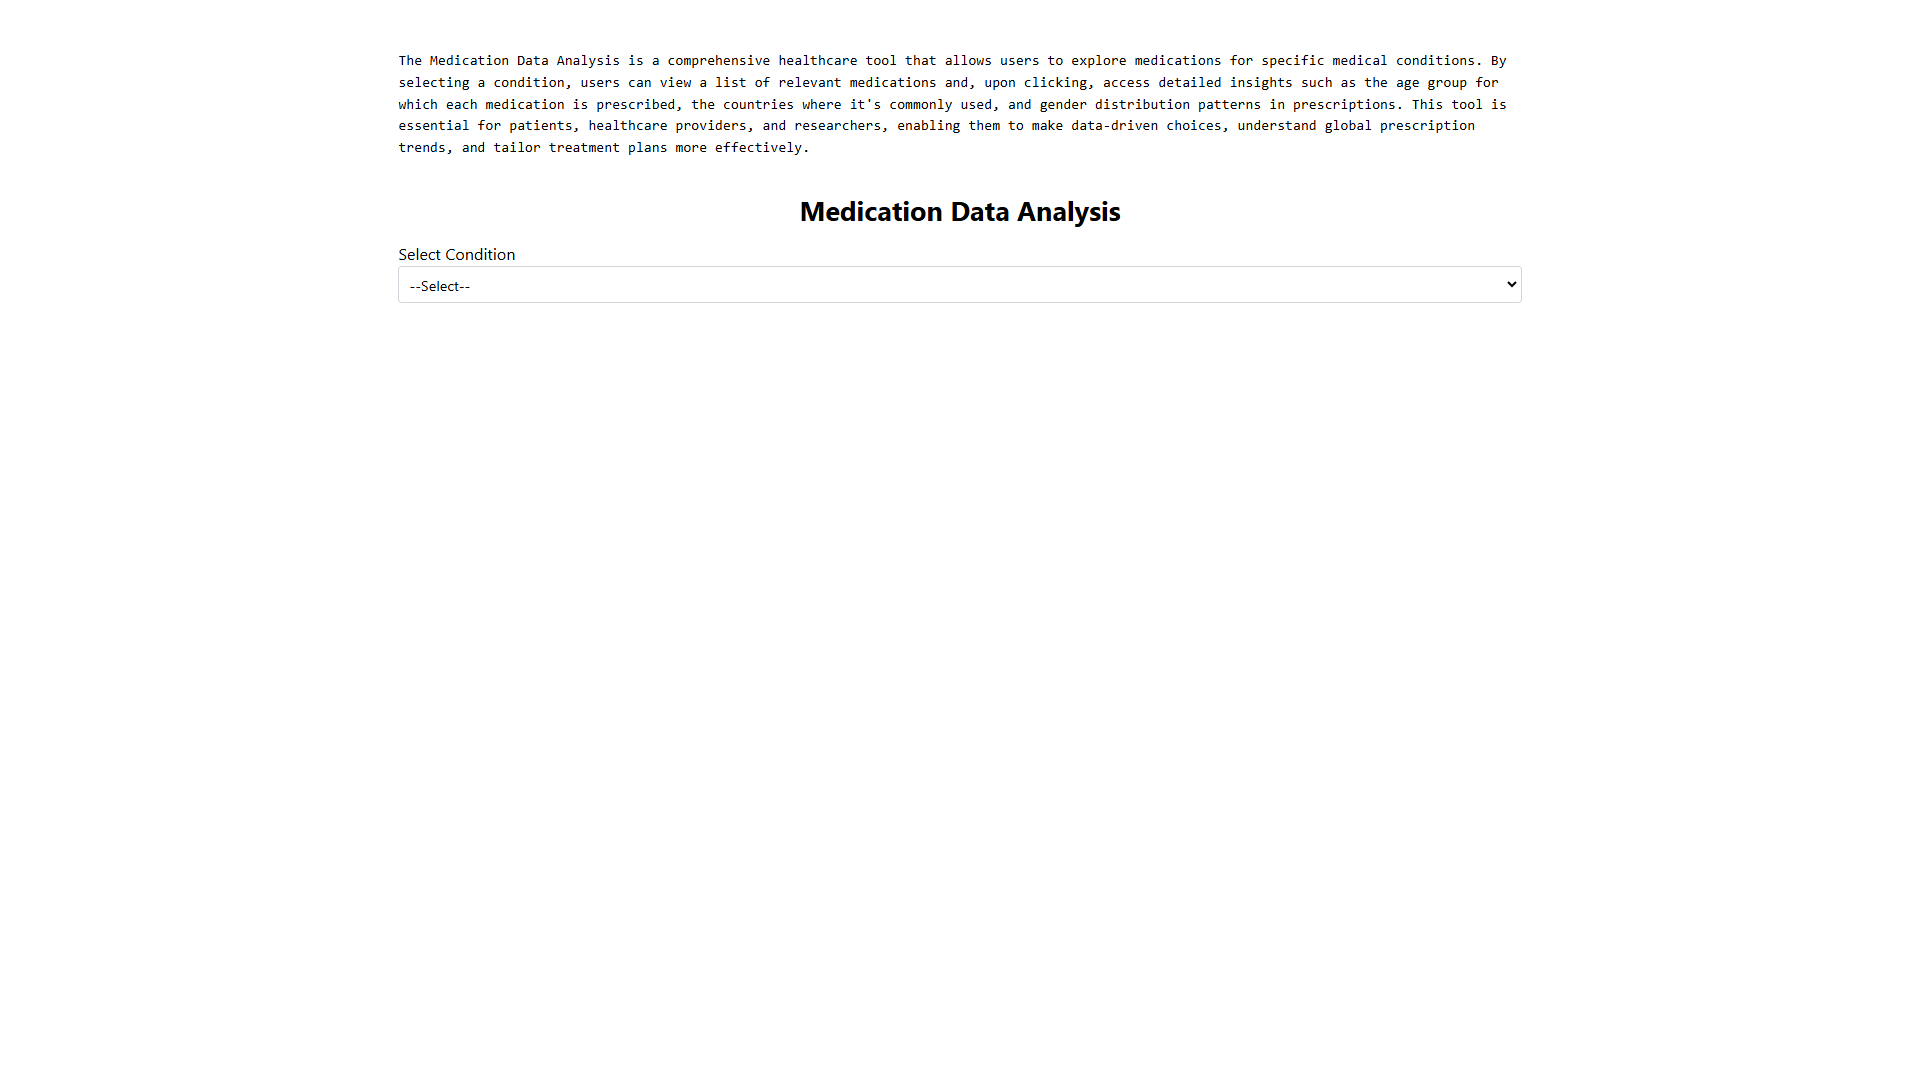 The Medication Data Analysis is a comprehensive healthcare tool that allows users to explore medications for specific medical conditions. By
selecting a condition, users can view a list of relevant medications and, upon clicking, access detailed insights such as the age group for
which each medication is prescribed, the countries where it's commonly used, and gender distribution patterns in prescriptions. This tool is
essential for patients, healthcare providers, and researchers, enabling them to make data-driven choices, understand global prescription
trends, and tailor treatment plans more effectively.
Medication Data Analysis
Select Condition
--Select--